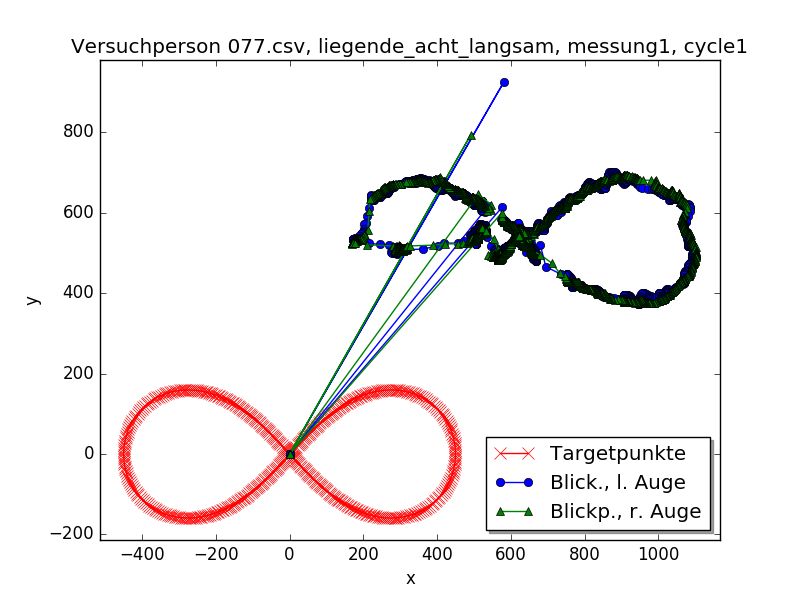 Versuchperson 077.csv, liegende_acht_langsam, messung1, cycle1
y
800
600
400
200
0
−200
−400
−200
0
200
400
600
800
1000
x
Targetpunkte
Blick., l. Auge
Blickp., r. Auge